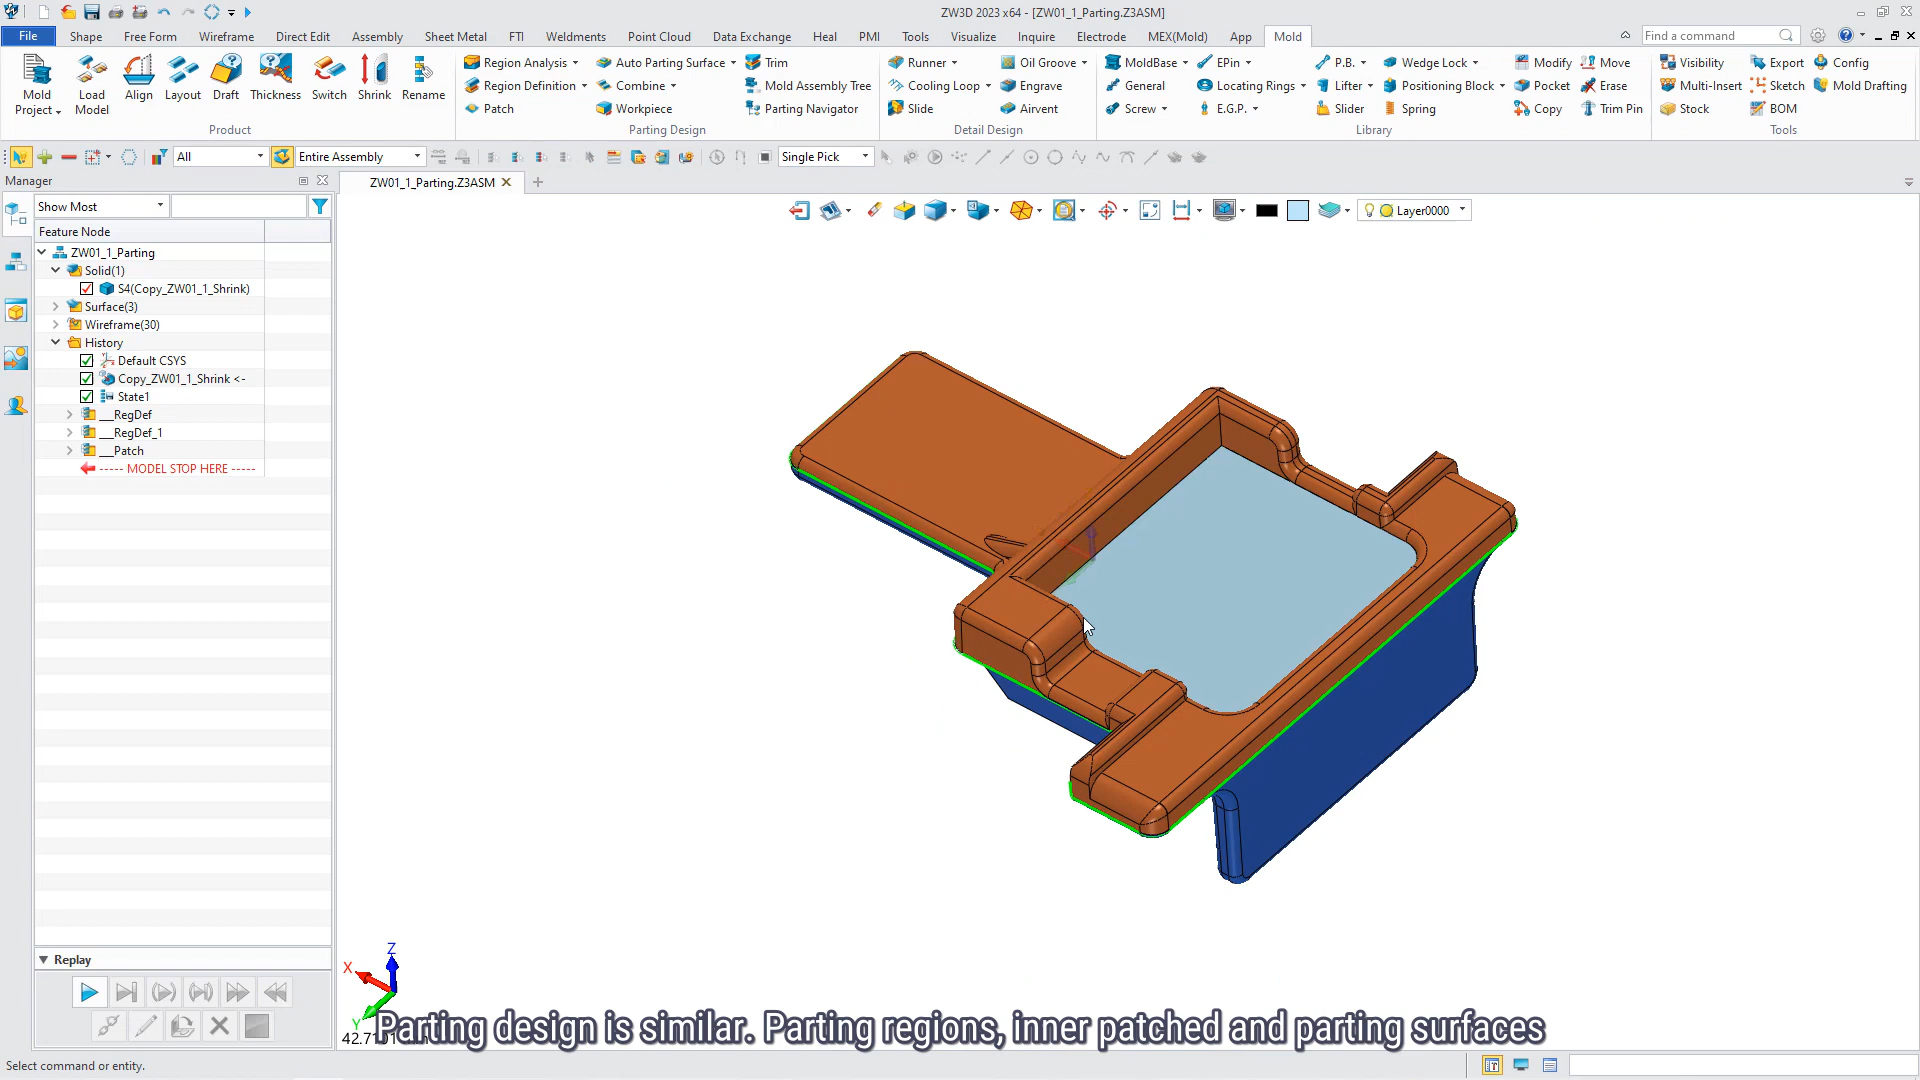 ZW3D 2023 x64 - [ZW01_1_Parting.Z3ASM]
File Shape Free Form Wireframe Direct Edit Assembly Sheet Metal FTI Weldments Point Cloud Data Exchange Heal PMI Tools Visualize Inquire Electrode MEX(Mold) App Mold Find a command
Region Analysis Auto Parting Surface Trim Runner Oil Groove MoldBase EPin P.B. Wedge Lock Modify Move Visibility Export Config
Mold Project Load Model Align Layout Draft Thickness Switch Shrink Rename
Region Definition Combine Mold Assembly Tree Cooling Loop Engrave General Locating Rings Lifter Positioning Block Pocket Erase Multi-Insert Sketch Mold Drafting
Patch Workpiece Parting Navigator Slide Airvent Screw E.G.P. Slider Spring Copy Trim Pin Stock BOM
Product Parting Design Detail Design Library Tools
All Entire Assembly Single Pick
Manager ZW01_1_Parting.Z3ASM
Show Most Layer0000
Feature Node
ZW01_1_Parting
Solid(1)
S4(Copy_ZW01_1_Shrink)
Surface(3)
Wireframe(30)
History
Default CSYS
Copy_ZW01_1_Shrink <-
State1
__RegDef
__RegDef_1
__Patch
----- MODEL STOP HERE -----
Replay
Z
X
Y
Parting design is similar. Parting regions, inner patched and parting surfaces
Select command or entity.